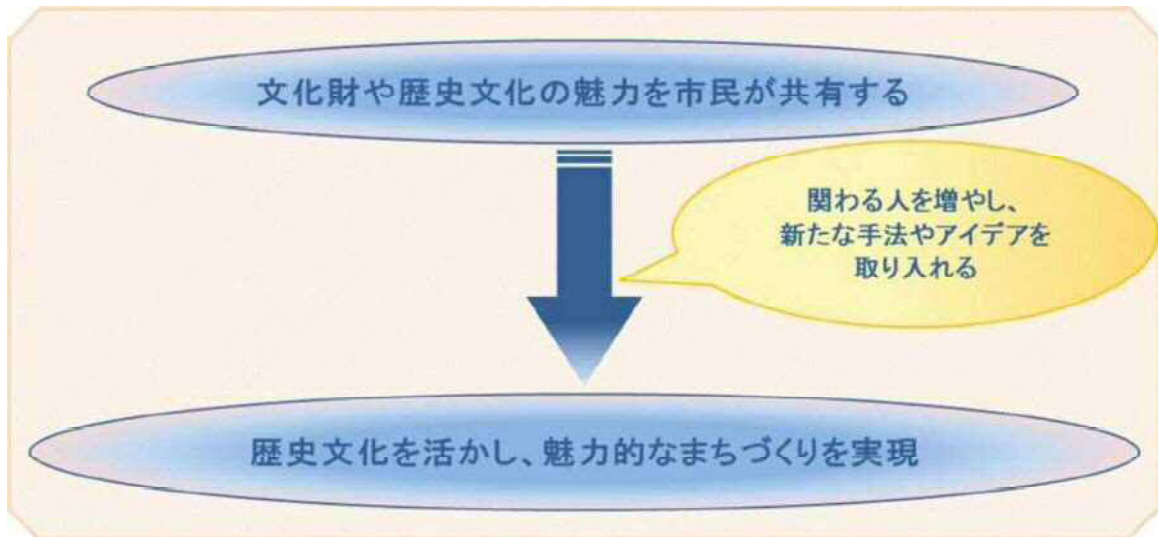 文化財や歴史文化の魅力を市民が共有する
関わる人を増やし、
新たな手法やアイデアを
取り入れる
歴史文化を活かし、魅力的なまちづくりを実現